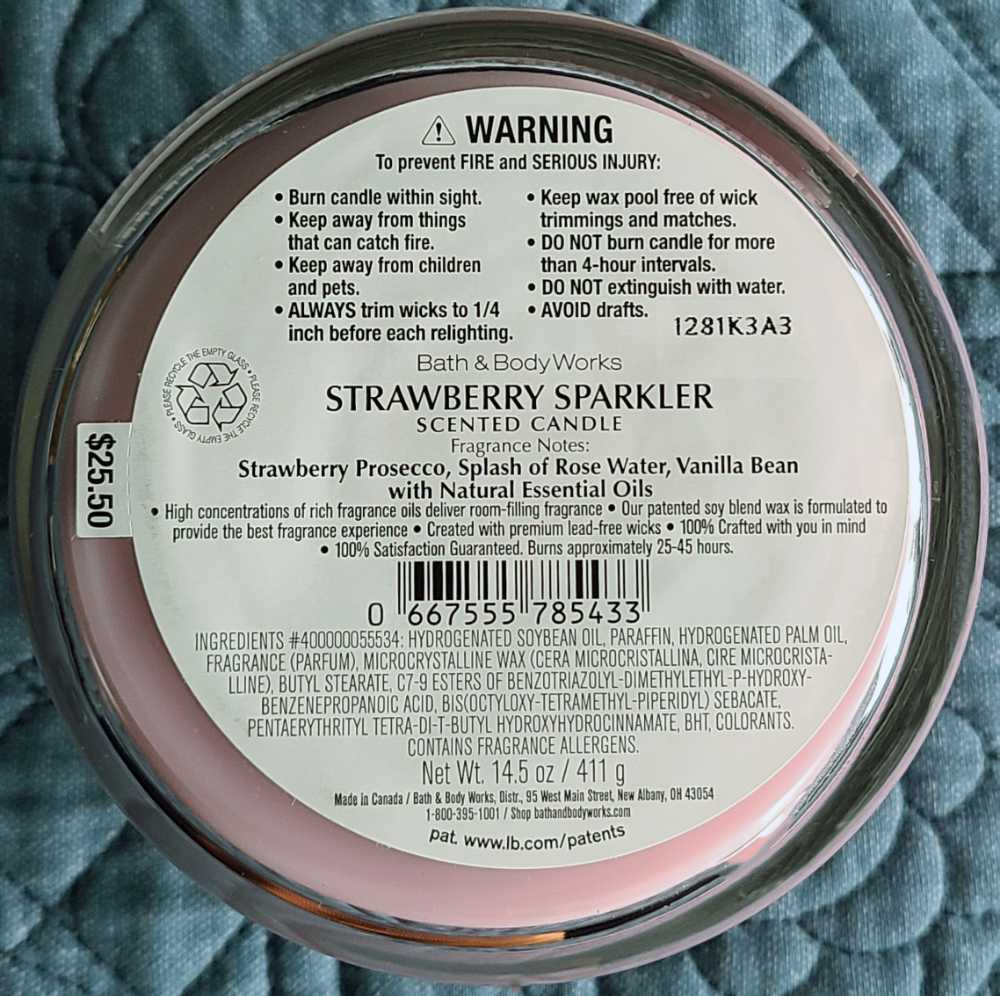 ⚠ WARNING
To prevent FIRE and SERIOUS INJURY:
• Burn candle within sight.
• Keep away from things
that can catch fire.
• Keep away from children
and pets.
• ALWAYS trim wicks to 1/4
inch before each relighting.
• Keep wax pool free of wick
trimmings and matches.
• DO NOT burn candle for more
than 4-hour intervals.
• DO NOT extinguish with water.
• AVOID drafts.
1281K3A3
PLEASE RECYCLE THE EMPTY GLASS • PLEASE RECYCLE THE EMPTY GLASS •
$25.50
Bath & Body Works
STRAWBERRY SPARKLER
SCENTED CANDLE
Fragrance Notes:
Strawberry Prosecco, Splash of Rose Water, Vanilla Bean
with Natural Essential Oils
• High concentrations of rich fragrance oils deliver room-filling fragrance • Our patented soy blend wax is formulated to
provide the best fragrance experience • Created with premium lead-free wicks • 100% Crafted with you in mind
• 100% Satisfaction Guaranteed. Burns approximately 25-45 hours.
0 667555 785433
INGREDIENTS #400000055534: HYDROGENATED SOYBEAN OIL, PARAFFIN, HYDROGENATED PALM OIL,
FRAGRANCE (PARFUM), MICROCRYSTALLINE WAX (CERA MICROCRISTALLINA, CIRE MICROCRISTA-
LLINE), BUTYL STEARATE, C7-9 ESTERS OF BENZOTRIAZOLYL-DIMETHYLETHYL-P-HYDROXY-
BENZENEPROPANOIC ACID, BIS(OCTYLOXY-TETRAMETHYL-PIPERIDYL) SEBACATE,
PENTAERYTHRITYL TETRA-DI-T-BUTYL HYDROXYHYDROCINNAMATE, BHT, COLORANTS.
CONTAINS FRAGRANCE ALLERGENS.
Net Wt. 14.5 oz / 411 g
Made in Canada / Bath & Body Works, Distr., 95 West Main Street, New Albany, OH 43054
1-800-395-1001 / Shop bathandbodyworks.com
pat. www.lb.com/patents